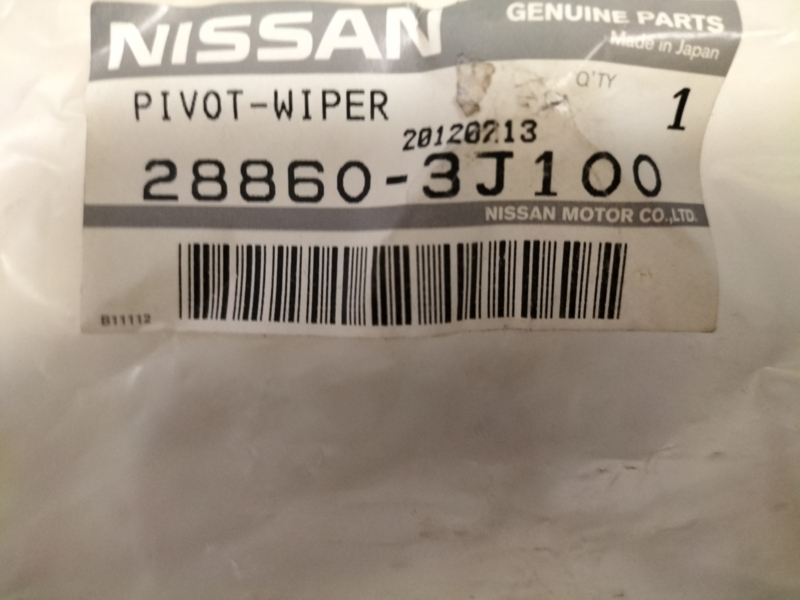 NISSAN
GENUINE PARTS
Made in Japan
PIVOT-WIPER
Q'TY
1
20120713
28860-3J100
NISSAN MOTOR CO.,LTD.
B11112